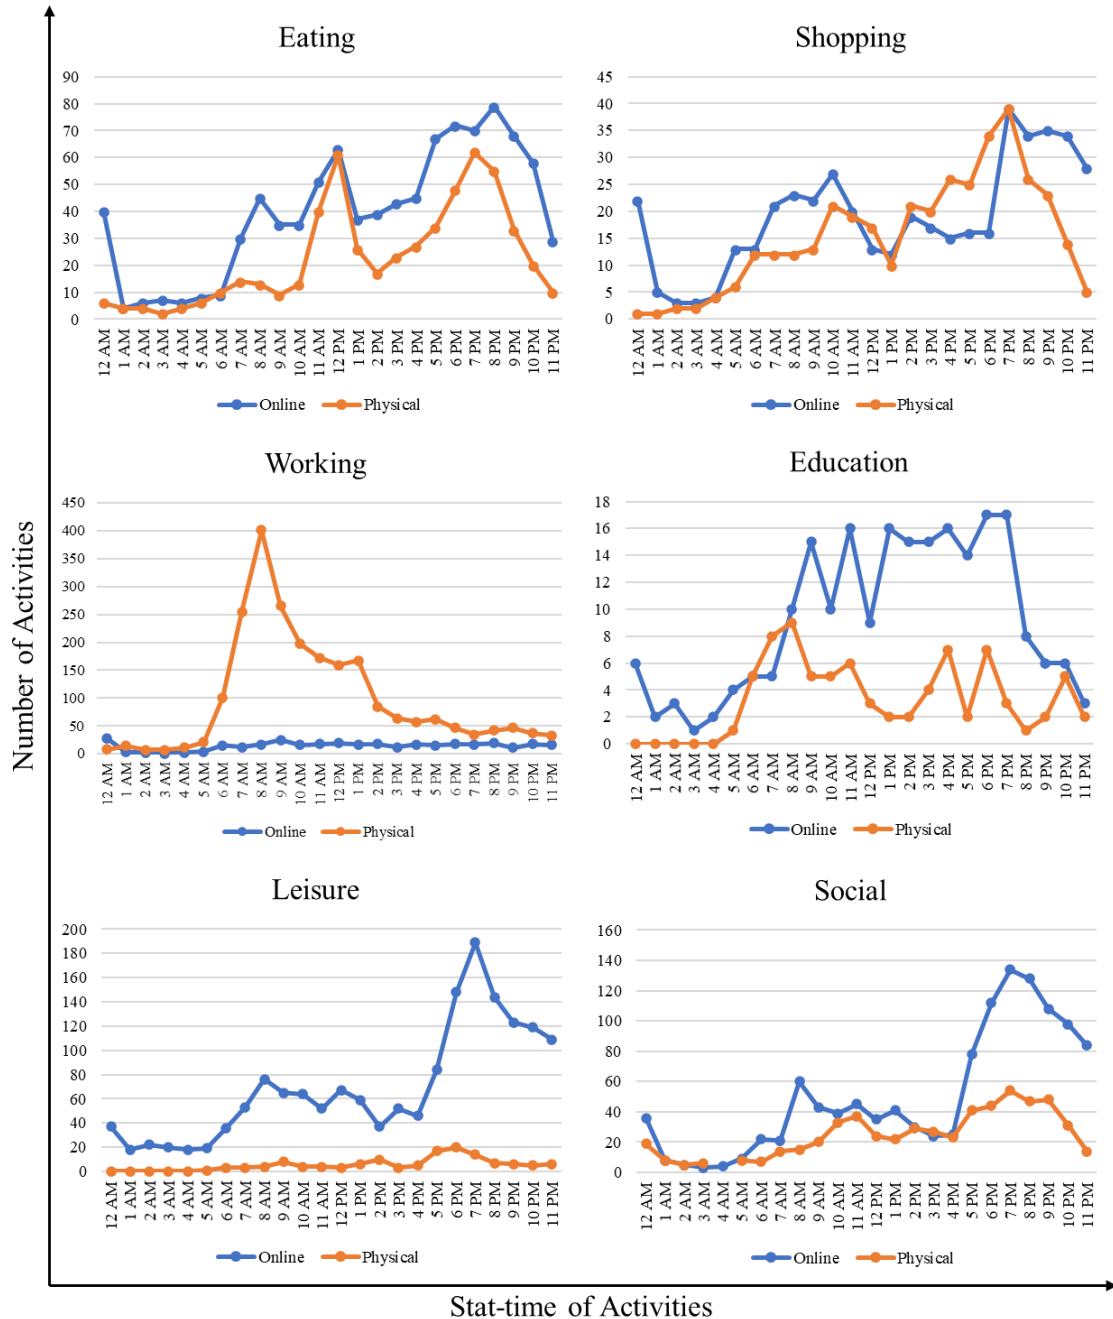 Eating
90
80
70
60
50
40
30
20
10
0
12 AM
1 AM
2 AM
3 AM
4 AM
5 AM
6 AM
7 AM
8 AM
9 AM
10 AM
11 AM
12 PM
1 PM
2 PM
3 PM
4 PM
5 PM
6 PM
7 PM
8 PM
9 PM
10 PM
11 PM
Online Physical
Shopping
45
40
35
30
25
20
15
10
5
0
12 AM
1 AM
2 AM
3 AM
4 AM
5 AM
6 AM
7 AM
8 AM
9 AM
10 AM
11 AM
12 PM
1 PM
2 PM
3 PM
4 PM
5 PM
6 PM
7 PM
8 PM
9 PM
10 PM
11 PM
Online Physical
Working
450
400
350
300
250
200
150
100
50
0
12 AM
1 AM
2 AM
3 AM
4 AM
5 AM
6 AM
7 AM
8 AM
9 AM
10 AM
11 AM
12 PM
1 PM
2 PM
3 PM
4 PM
5 PM
6 PM
7 PM
8 PM
9 PM
10 PM
11 PM
Online Physical
Education
18
16
14
12
10
8
6
4
2
0
12 AM
1 AM
2 AM
3 AM
4 AM
5 AM
6 AM
7 AM
8 AM
9 AM
10 AM
11 AM
12 PM
1 PM
2 PM
3 PM
4 PM
5 PM
6 PM
7 PM
8 PM
9 PM
10 PM
11 PM
Online Physical
Leisure
200
180
160
140
120
100
80
60
40
20
0
12 AM
1 AM
2 AM
3 AM
4 AM
5 AM
6 AM
7 AM
8 AM
9 AM
10 AM
11 AM
12 PM
1 PM
2 PM
3 PM
4 PM
5 PM
6 PM
7 PM
8 PM
9 PM
10 PM
11 PM
Online Physical
Social
160
140
120
100
80
60
40
20
0
12 AM
1 AM
2 AM
3 AM
4 AM
5 AM
6 AM
7 AM
8 AM
9 AM
10 AM
11 AM
12 PM
1 PM
2 PM
3 PM
4 PM
5 PM
6 PM
7 PM
8 PM
9 PM
10 PM
11 PM
Online Physical
Number of Activities
Stat-time of Activities